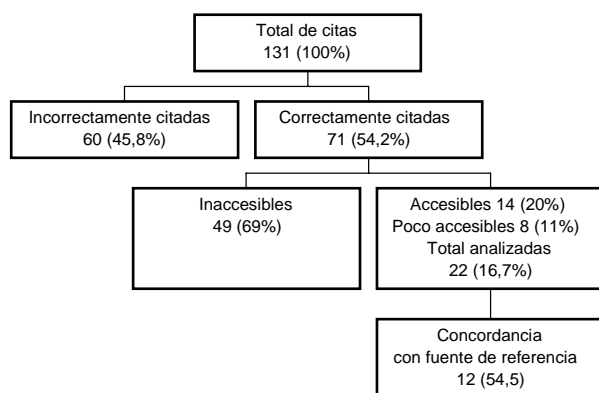 Total de citas
131 (100%)
Incorrectamente citadas
60 (45,8%)
Correctamente citadas
71 (54,2%)
Inaccesibles
49 (69%)
Accesibles 14 (20%)
Poco accesibles 8 (11%)
Total analizadas
22 (16,7%)
Concordancia
con fuente de referencia
12 (54,5)